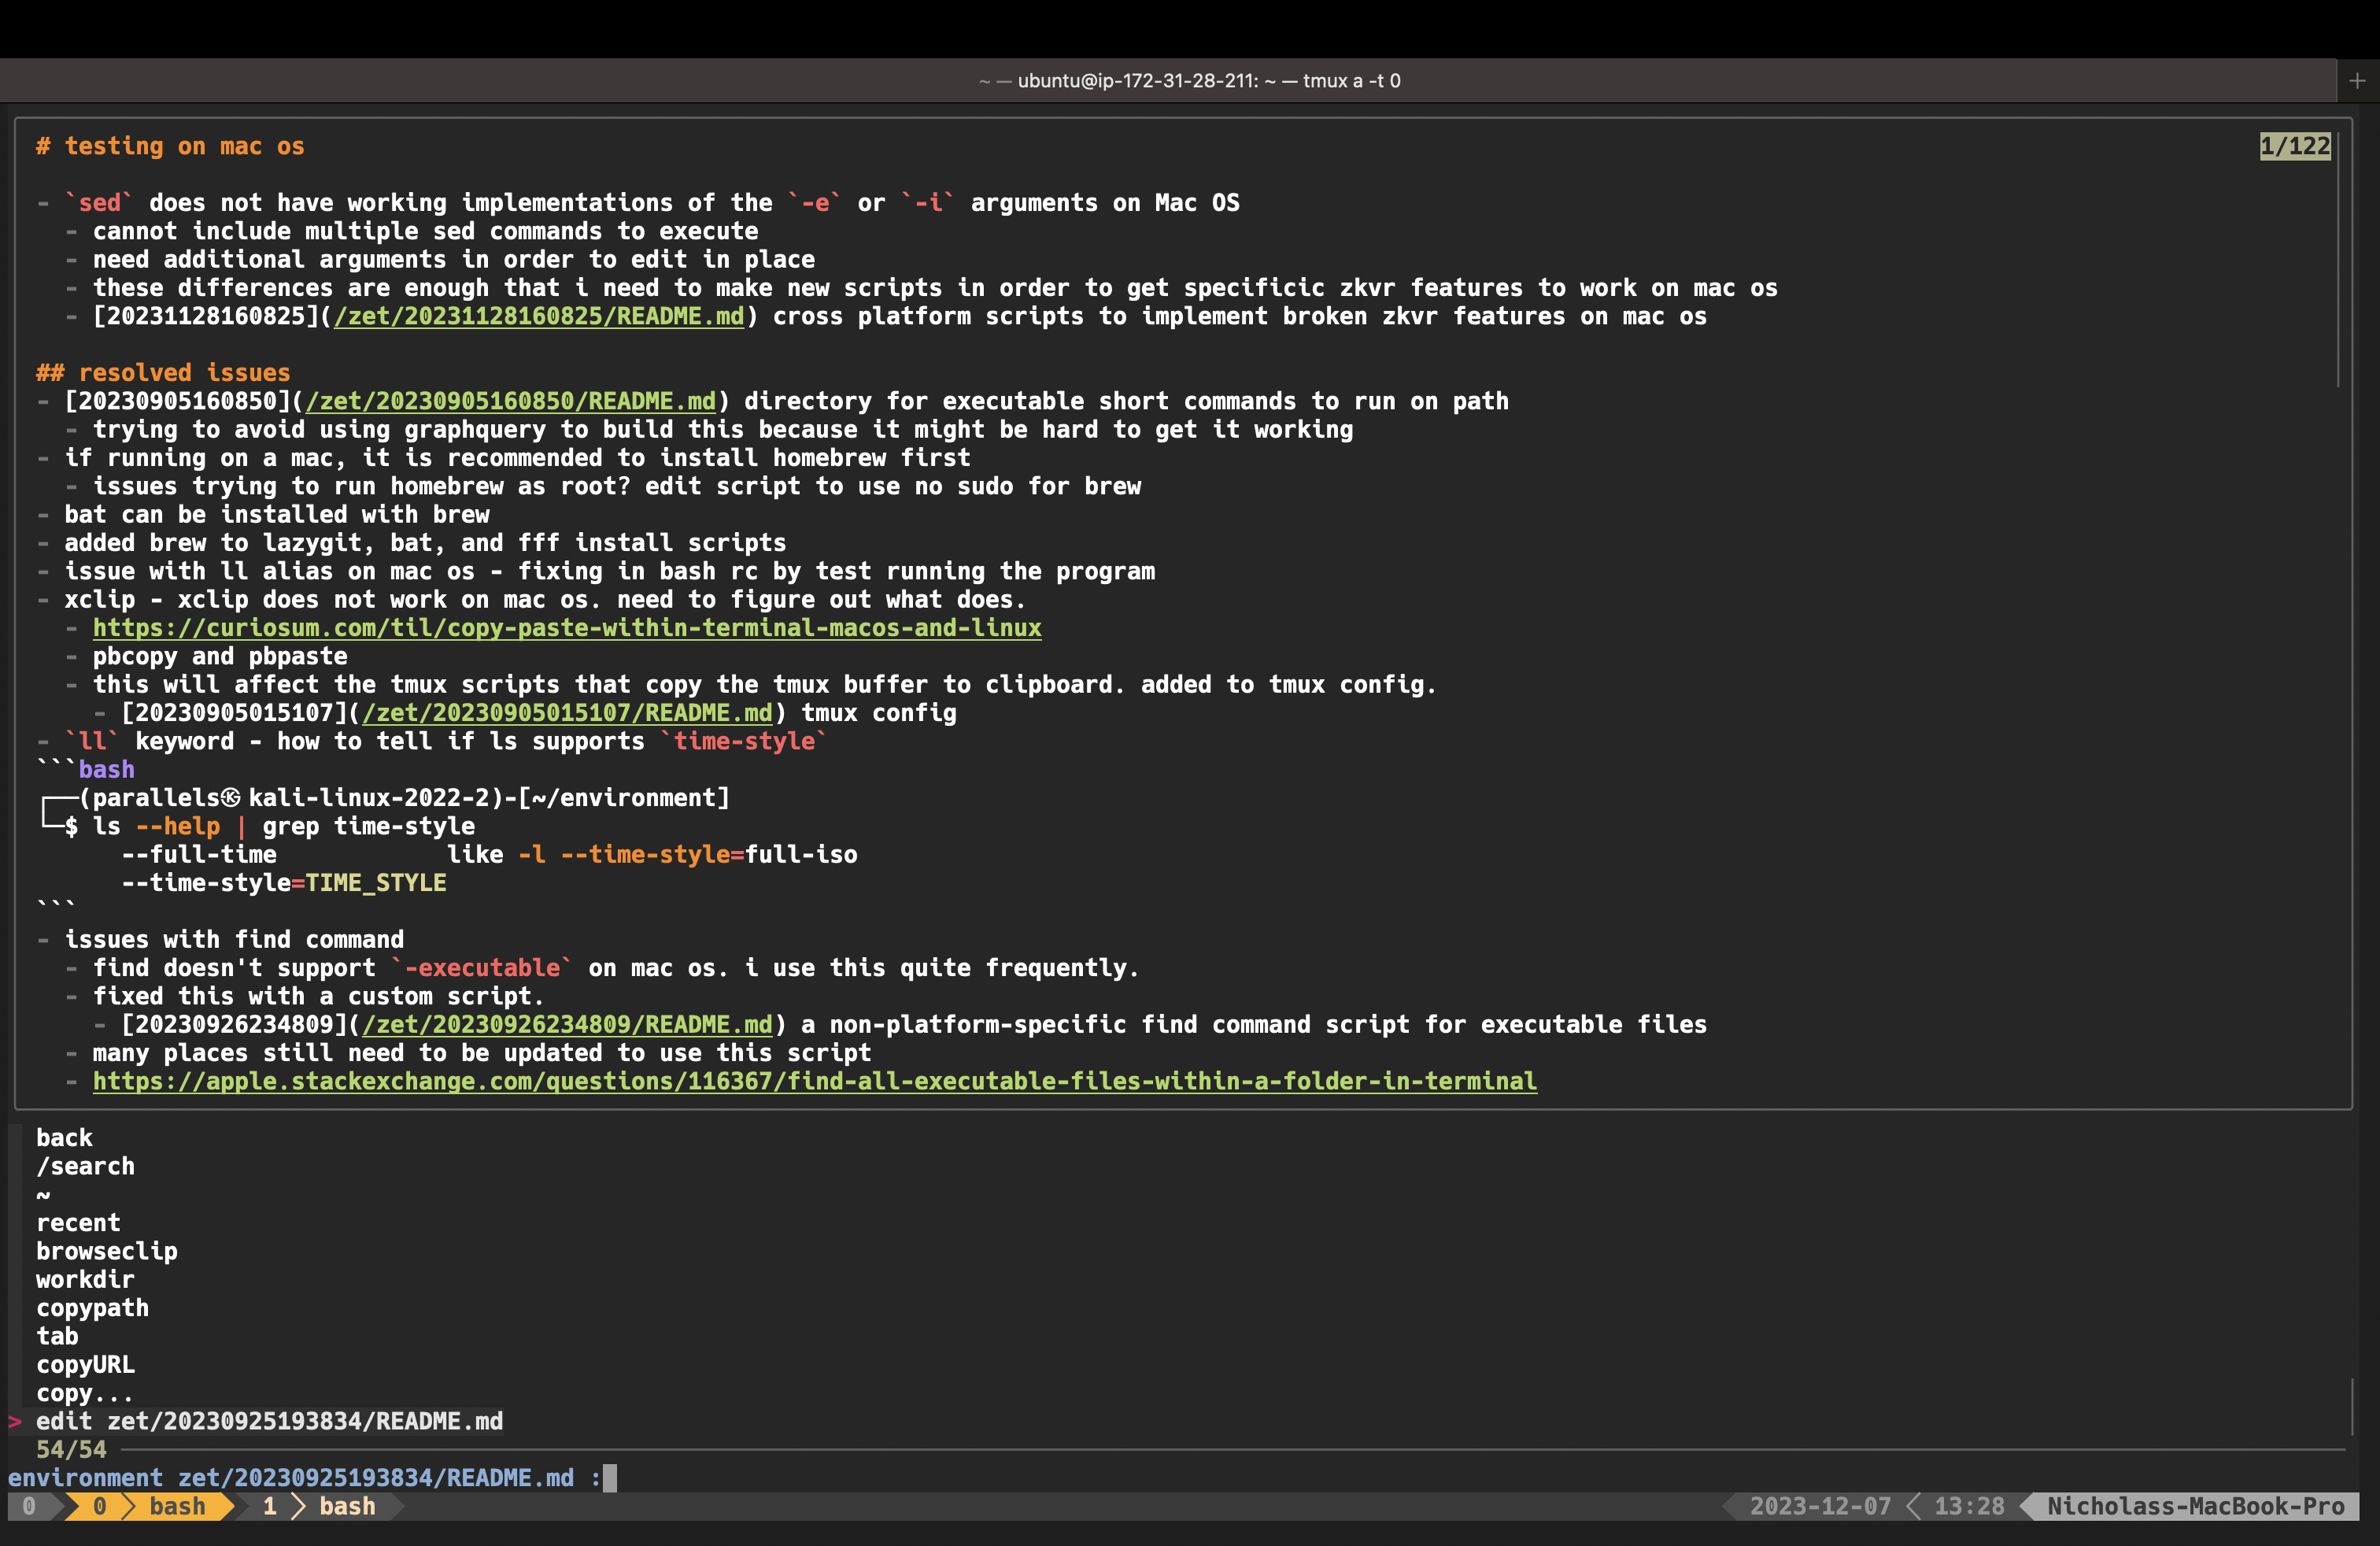 ~ — ubuntu@ip-172-31-28-211: ~ — tmux a -t 0
+
# testing on mac os
1/122
- `sed` does not have working implementations of the `-e` or `-i` arguments on Mac OS
- cannot include multiple sed commands to execute
- need additional arguments in order to edit in place
- these differences are enough that i need to make new scripts in order to get specificic zkvr features to work on mac os
- [20231128160825](/zet/20231128160825/README.md) cross platform scripts to implement broken zkvr features on mac os
## resolved issues
- [20230905160850](/zet/20230905160850/README.md) directory for executable short commands to run on path
- trying to avoid using graphquery to build this because it might be hard to get it working
- if running on a mac, it is recommended to install homebrew first
- issues trying to run homebrew as root? edit script to use no sudo for brew
- bat can be installed with brew
- added brew to lazygit, bat, and fff install scripts
- issue with ll alias on mac os - fixing in bash rc by test running the program
- xclip - xclip does not work on mac os. need to figure out what does.
- https://curiosum.com/til/copy-paste-within-terminal-macos-and-linux
- pbcopy and pbpaste
- this will affect the tmux scripts that copy the tmux buffer to clipboard. added to tmux config.
- [20230905015107](/zet/20230905015107/README.md) tmux config
- `ll` keyword - how to tell if ls supports `time-style`
```bash
┌──(parallels㉿kali-linux-2022-2)-[~/environment]
└─$ ls --help | grep time-style
--full-time            like -l --time-style=full-iso
--time-style=TIME_STYLE
```
- issues with find command
- find doesn't support `-executable` on mac os. i use this quite frequently.
- fixed this with a custom script.
- [20230926234809](/zet/20230926234809/README.md) a non-platform-specific find command script for executable files
- many places still need to be updated to use this script
- https://apple.stackexchange.com/questions/116367/find-all-executable-files-within-a-folder-in-terminal
back
/search
~
recent
browseclip
workdir
copypath
tab
copyURL
copy...
> edit zet/20230925193834/README.md
54/54
environment zet/20230925193834/README.md :
0 0 bash 1 bash 2023-12-07 13:28 Nicholass-MacBook-Pro